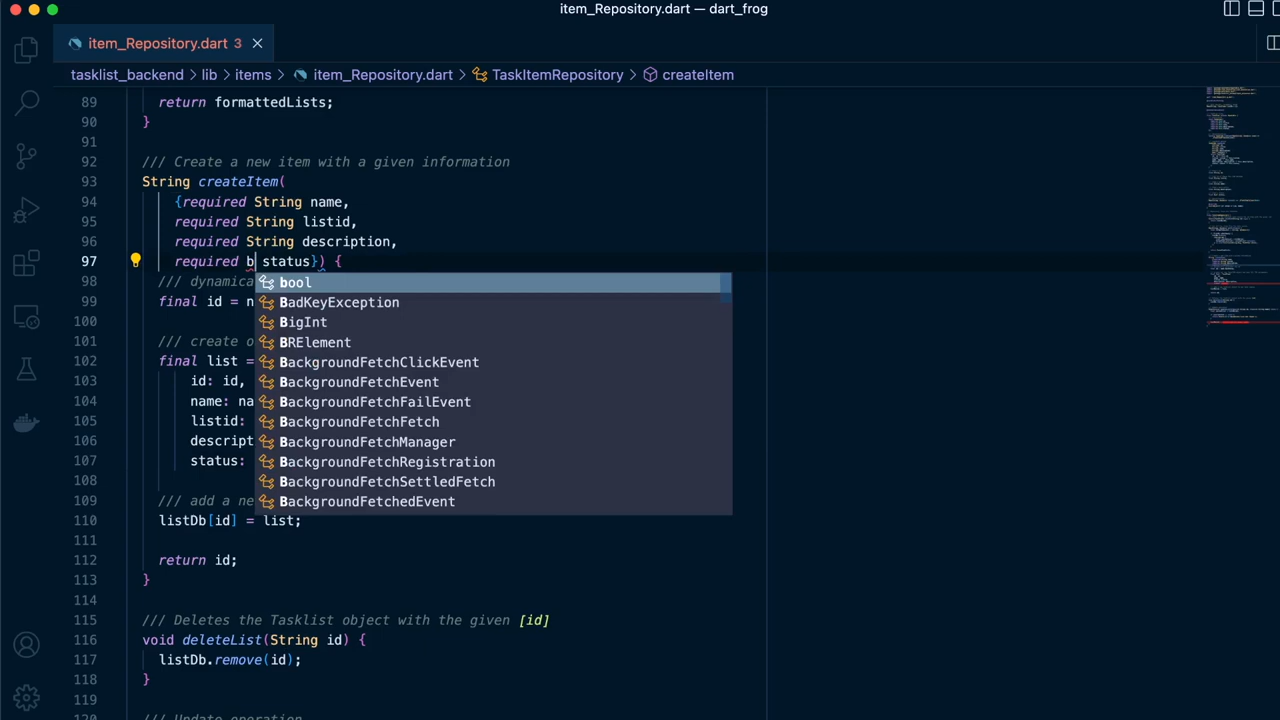 item_Repository.dart — dart_frog
item_Repository.dart 3
tasklist_backend > lib > items > item_Repository.dart > TaskItemRepository > createItem
89 return formattedLists;
90 }
91
92 /// Create a new item with a given information
93 String createItem(
94 {required String name,
95 required String listid,
96 required String description,
97 required b status}) {
98 /// dynamica
bool
99 final id = n
BadKeyException
100
BigInt
101 /// create o
BRElement
102 final list =
BackgroundFetchClickEvent
103 id: id,
BackgroundFetchEvent
104 name: na
BackgroundFetchFailEvent
105 listid:
BackgroundFetchFetch
106 descript
BackgroundFetchManager
107 status:
BackgroundFetchRegistration
108
BackgroundFetchSettledFetch
109 /// add a ne
BackgroundFetchedEvent
110 listDb[id] = list;
111
112 return id;
113 }
114
115 /// Deletes the Tasklist object with the given [id]
116 void deleteList(String id) {
117 listDb.remove(id);
118 }
119
120 /// Update operation